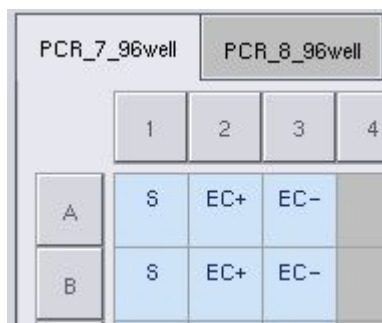 PCR_7_96well PCR_8_96well
1 2 3 4
A S EC+ EC-
B S EC+ EC-